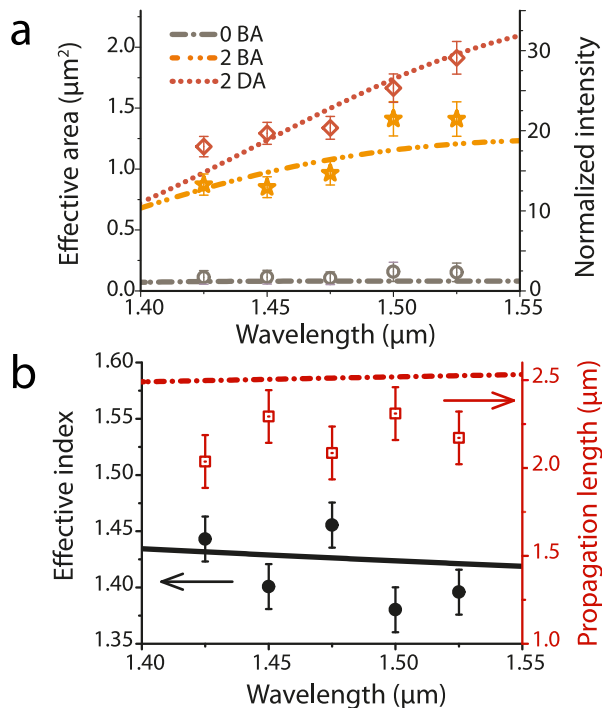 a
0 BA
2 BA
2 DA
Effective area (μm²)
2.0
1.5
1.0
0.5
0.0
30
20
10
0
Normalized intensity
1.40
1.45
1.50
1.55
Wavelength (μm)
b
Effective index
1.60
1.55
1.50
1.45
1.40
1.35
2.5
2.0
1.5
1.0
Propagation length (μm)
1.40
1.45
1.50
1.55
Wavelength (μm)